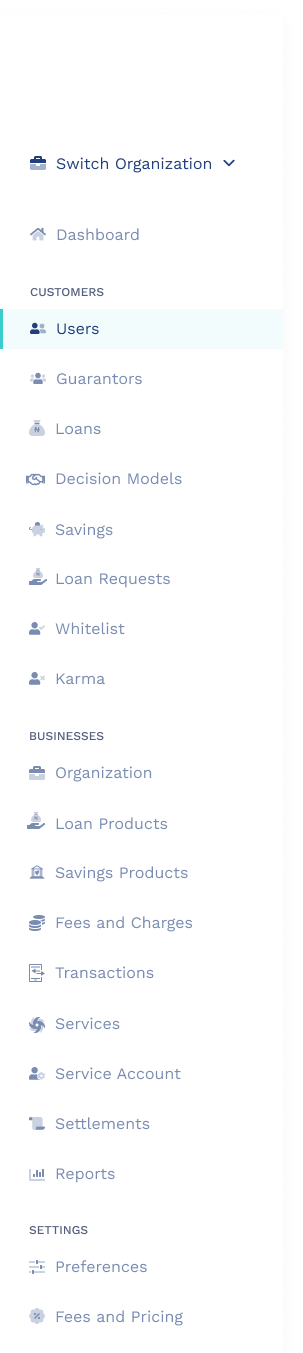 Switch Organization
Dashboard
CUSTOMERS
Users
Guarantors
Loans
Decision Models
Savings
Loan Requests
Whitelist
Karma
BUSINESSES
Organization
Loan Products
Savings Products
Fees and Charges
Transactions
Services
Service Account
Settlements
Reports
SETTINGS
Preferences
Fees and Pricing